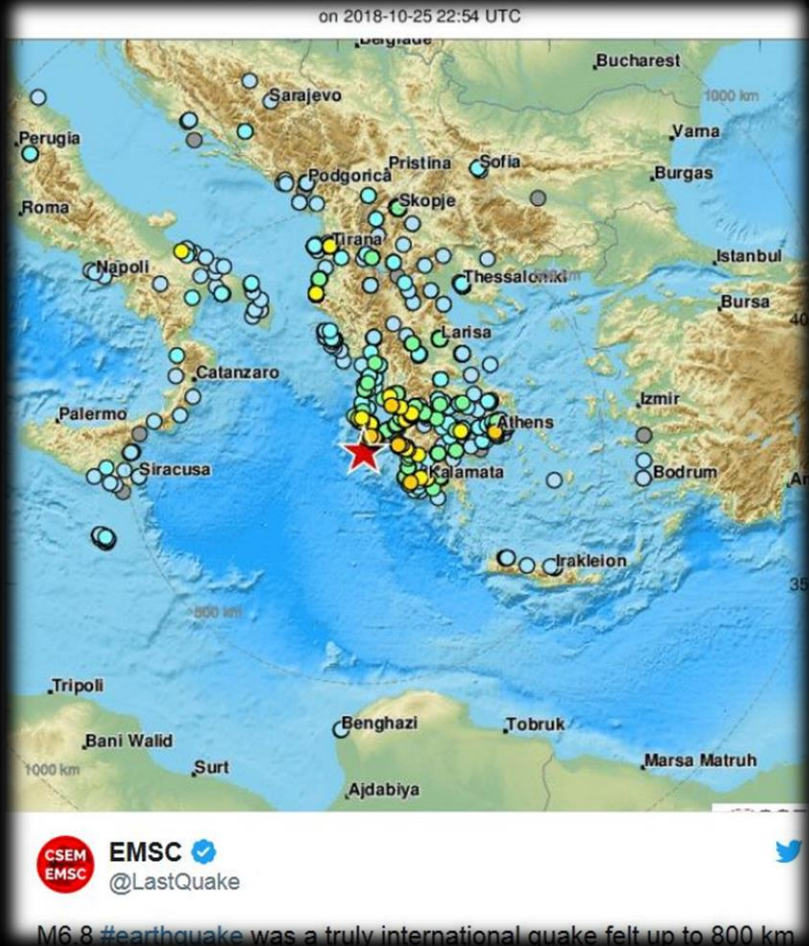 on 2018-10-25 22:54 UTC
Belgrade
Bucharest
Sarajevo
1000 km
Perugia
Varna
Pristina
Sofia
Podgorica
Burgas
Roma
Skopje
Tirana
Istanbul
Napoli
Thessaloniki
Bursa
40
Larisa
Catanzaro
Izmir
Palermo
Athens
Siracusa
Kalamata
Bodrum
Irakleion
35
800 km
Tripoli
Benghazi
Tobruk
Bani Walid
Marsa Matruh
1000 km
Surt
Ajdabiya
CSEM
EMSC
EMSC
@LastQuake
M6.8 #earthquake was a truly international quake felt up to 800 km